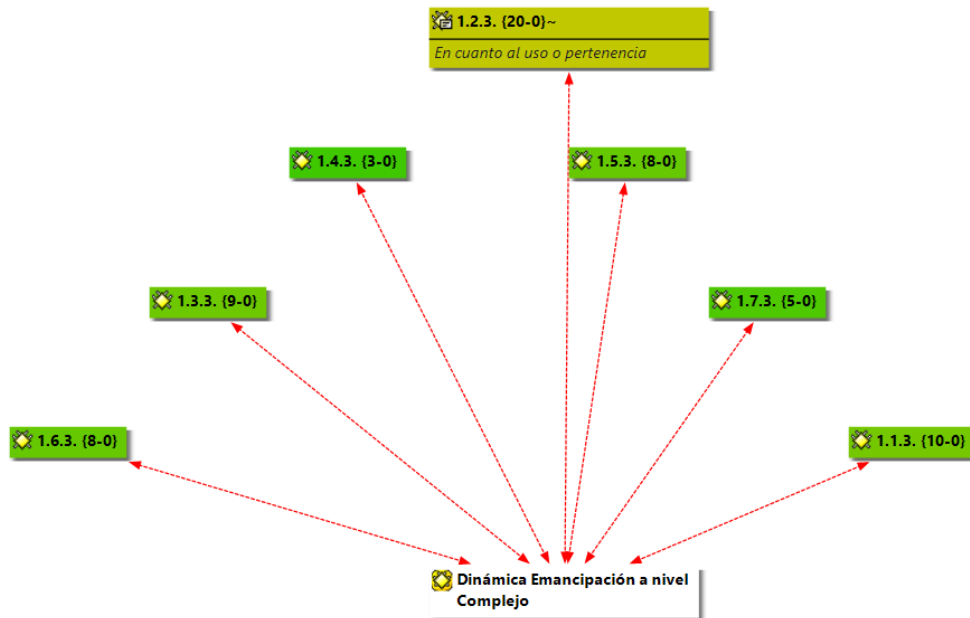 1.2.3. {20-0}~
En cuanto al uso o pertenencia
1.4.3. {3-0}
1.5.3. {8-0}
1.3.3. {9-0}
1.7.3. {5-0}
1.6.3. {8-0}
1.1.3. {10-0}
Dinámica Emancipación a nivel
Complejo